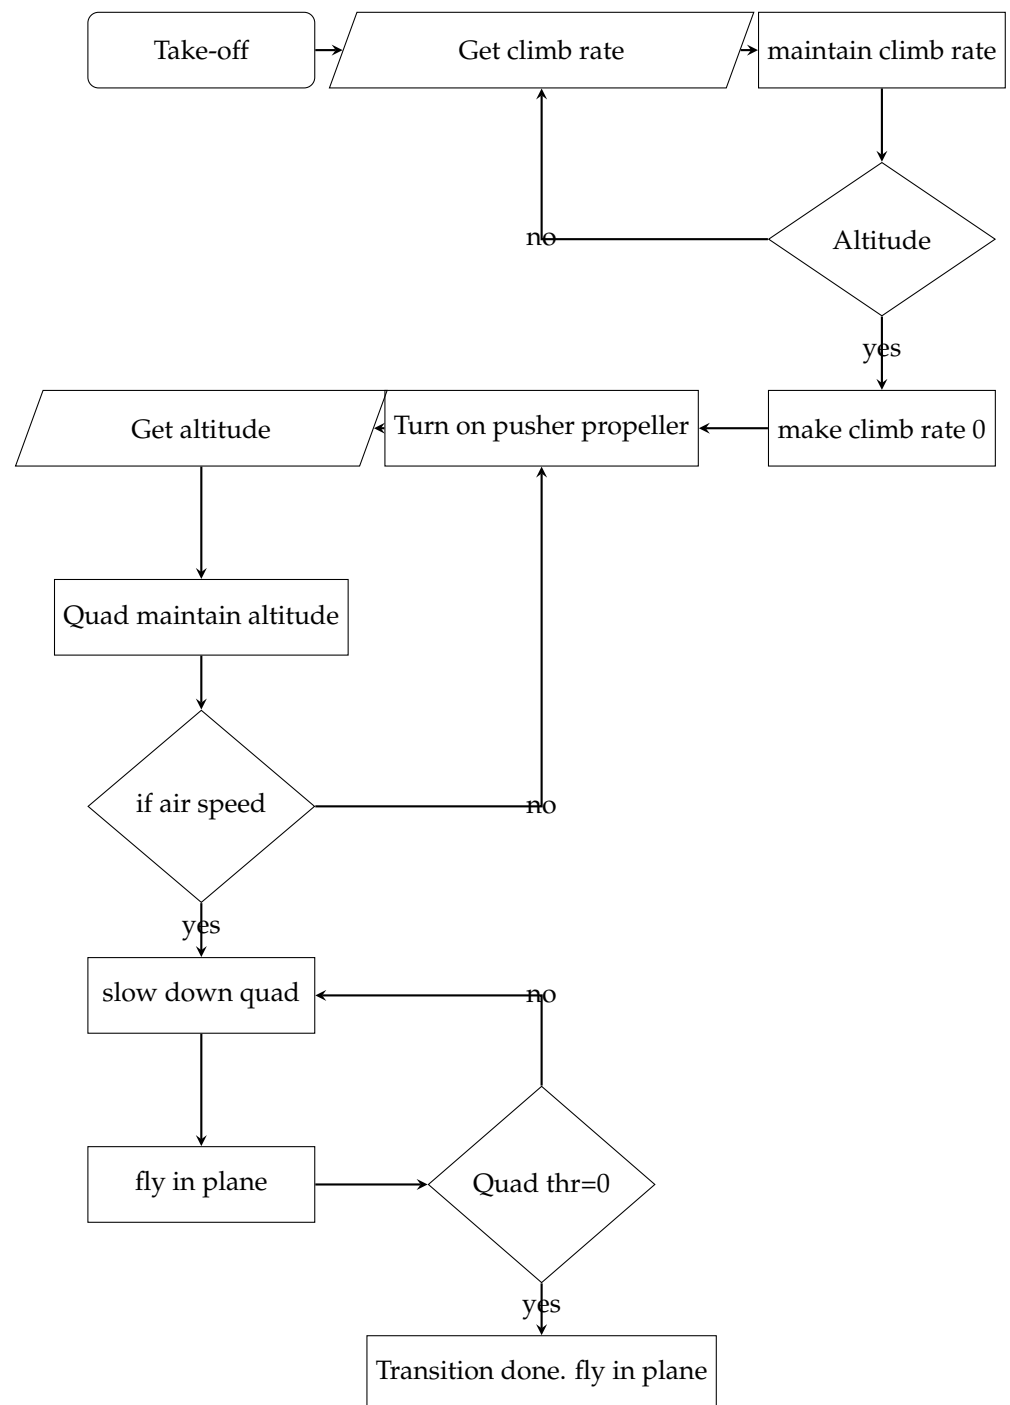 Take-off
Get climb rate
maintain climb rate
no
Altitude
yes
Get altitude
Turn on pusher propeller
make climb rate 0
Quad maintain altitude
if air speed
no
yes
slow down quad
no
fly in plane
Quad thr=0
yes
Transition done. fly in plane